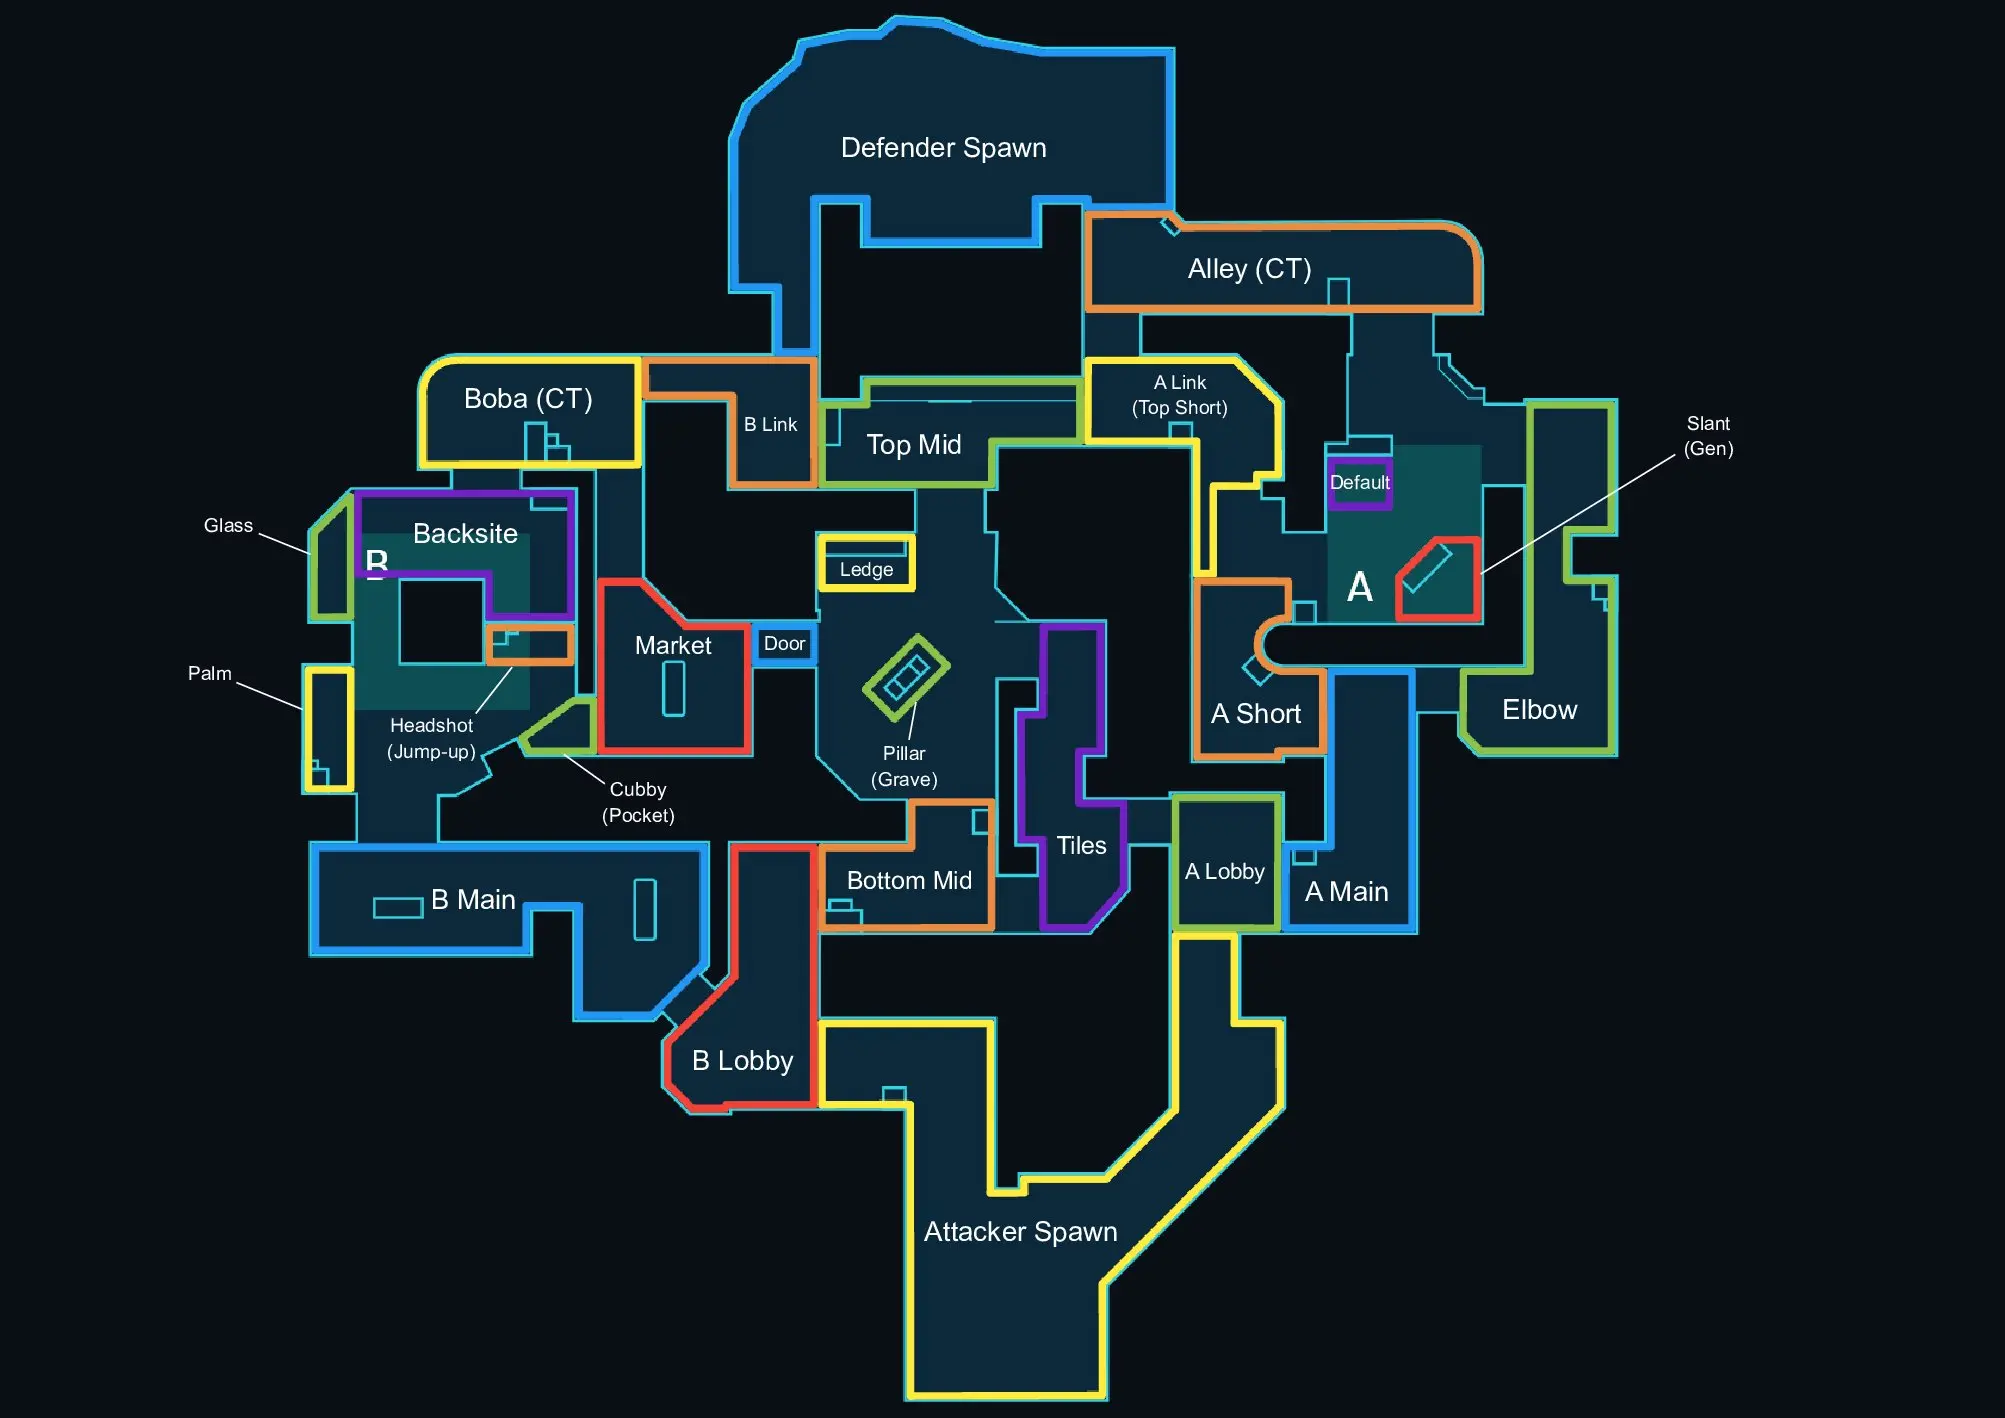 Defender Spawn
Alley (CT)
A Link
(Top Short)
Boba (CT)
B Link
Top Mid
Slant
(Gen)
Default
Glass
Backsite
B
Ledge
A
Market
Door
Palm
Headshot
(Jump-up)
A Short
Elbow
Pillar
(Grave)
Cubby
(Pocket)
Tiles
A Lobby
Bottom Mid
A Main
B Main
B Lobby
Attacker Spawn